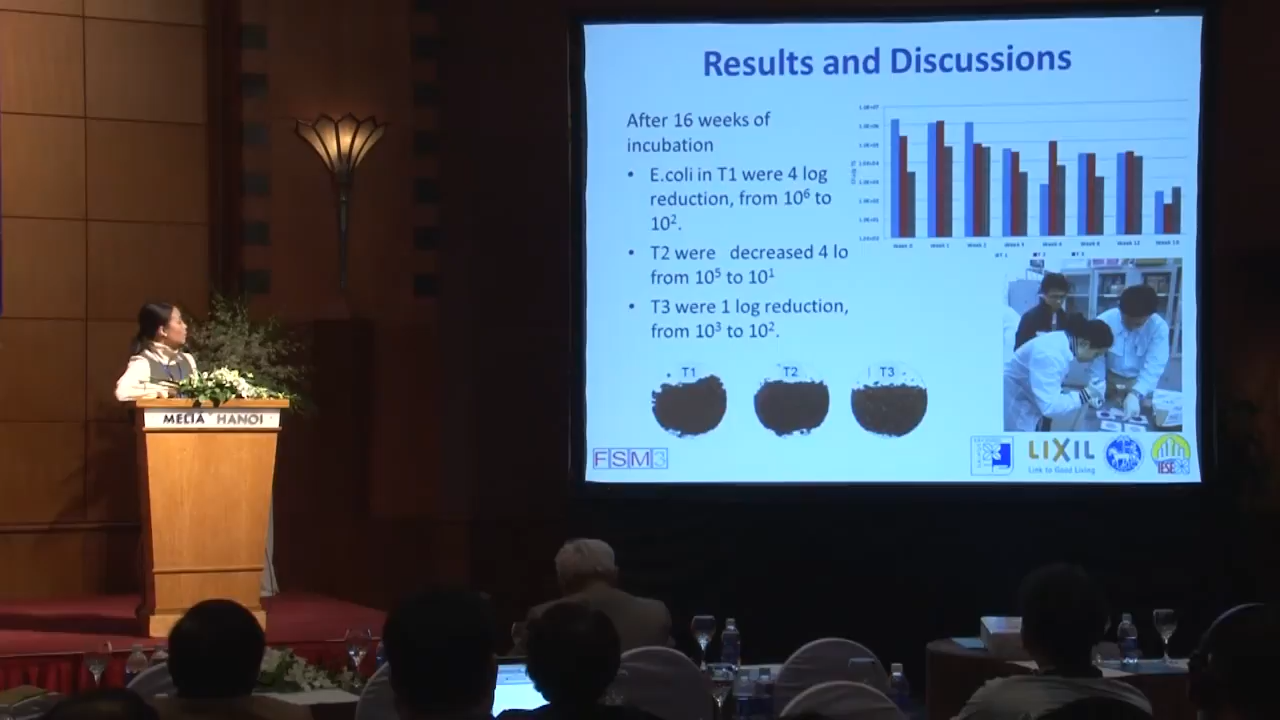 Results and Discussions
After 16 weeks of
incubation
• E.coli in T1 were 4 log
reduction, from 10⁶ to
10².
• T2 were decreased 4 lo
from 10⁵ to 10¹
• T3 were 1 log reduction,
from 10³ to 10².
T1 T2 T3
FSM3
LIXIL
Link to Good Living
IESE
MELIA HANOI